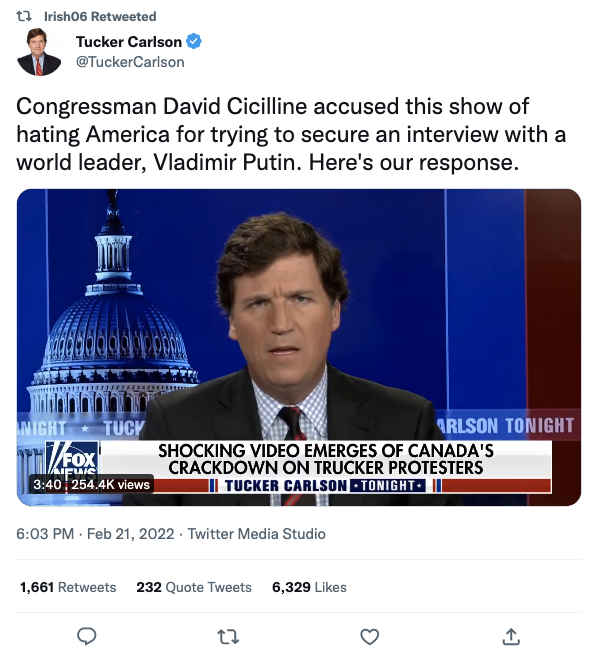 Irish06 Retweeted
Tucker Carlson
@TuckerCarlson
Congressman David Cicilline accused this show of
hating America for trying to secure an interview with a
world leader, Vladimir Putin. Here's our response.
NIGHT ★ TUCK
ARLSON TONIGHT
FOX
NEWS
SHOCKING VIDEO EMERGES OF CANADA'S
CRACKDOWN ON TRUCKER PROTESTERS
3:40 254.4K views
TUCKER CARLSON TONIGHT
6:03 PM · Feb 21, 2022 · Twitter Media Studio
1,661 Retweets 232 Quote Tweets 6,329 Likes